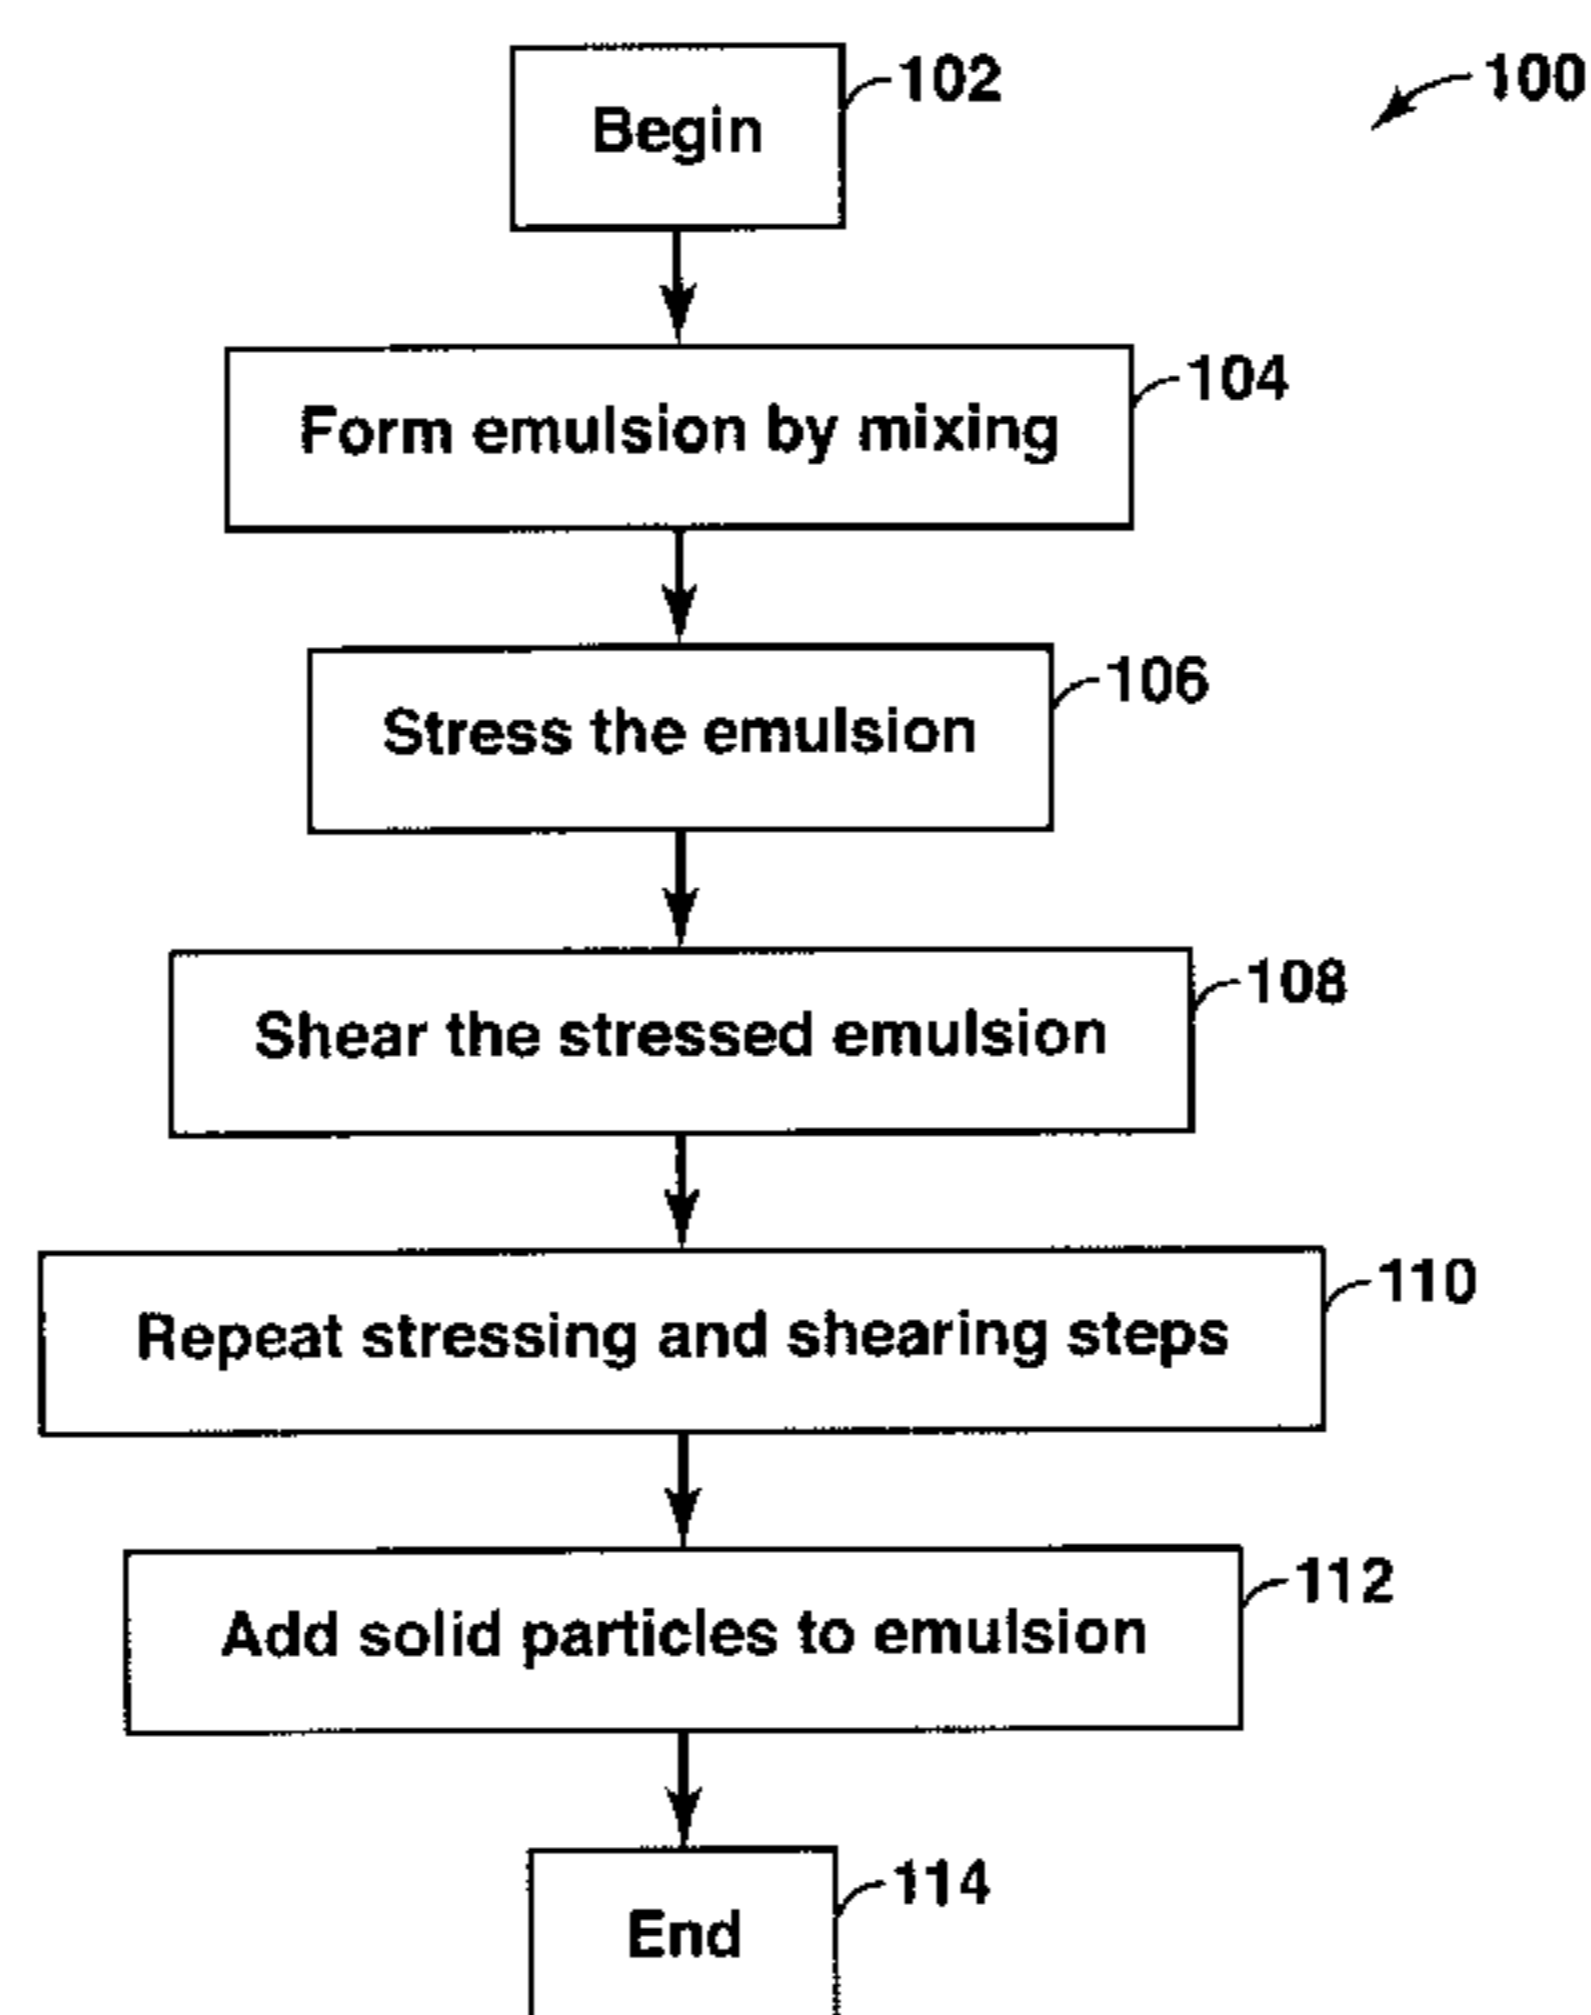 102
100
Begin
104
Form emulsion by mixing
106
Stress the emulsion
108
Shear the stressed emulsion
110
Repeat stressing and shearing steps
112
Add solid particles to emulsion
114
End